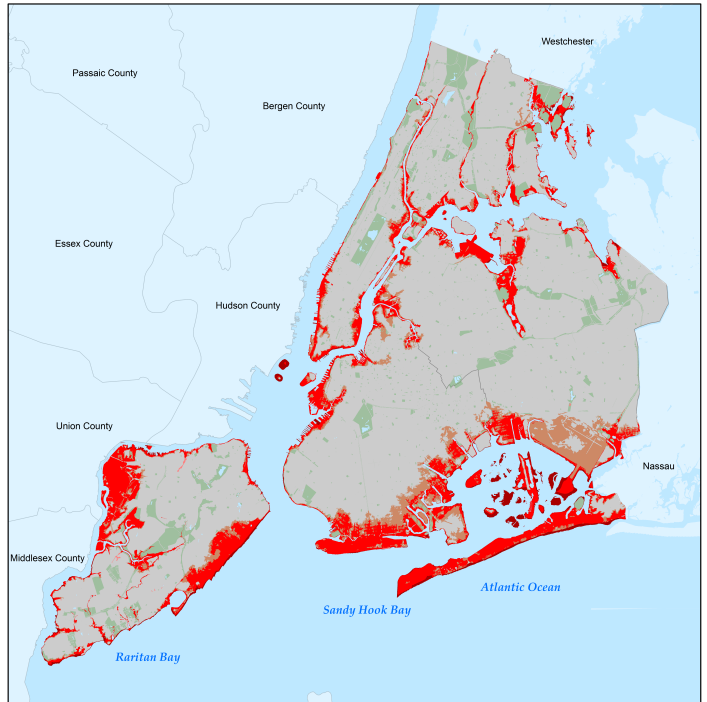 Westchester
Passaic County
Bergen County
Essex County
Hudson County
Union County
Nassau
Middlesex County
Atlantic Ocean
Sandy Hook Bay
Raritan Bay